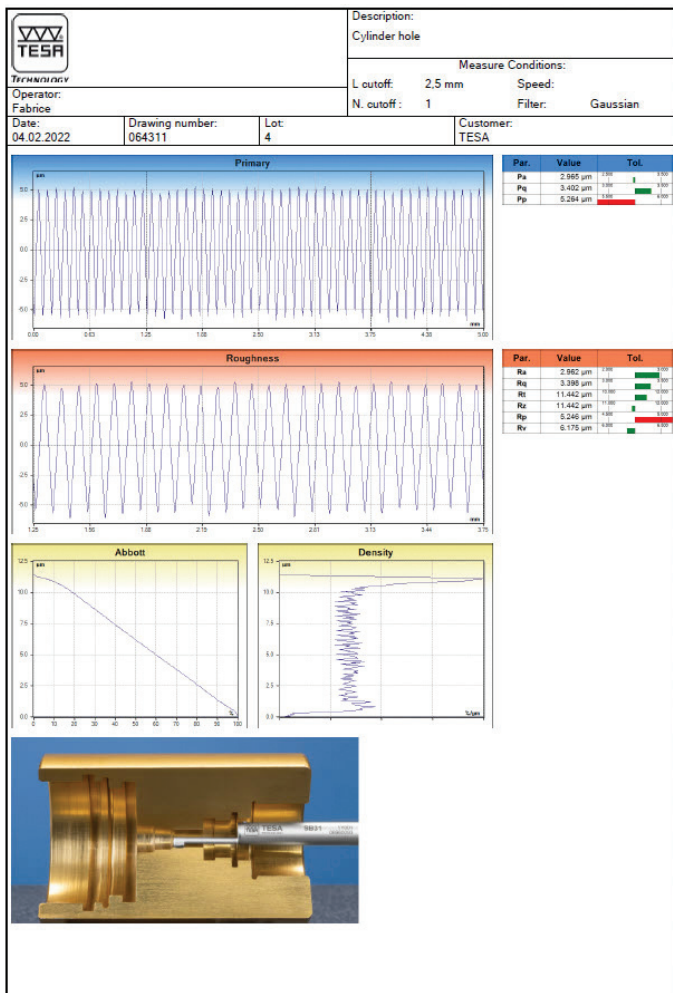 TESA
TECHNOLOGY
Description:
Cylinder hole
Measure Conditions:
L cutoff: 2,5 mm Speed:
N. cutoff : 1 Filter: Gaussian
Operator:
Fabrice
Date: Drawing number: Lot: Customer:
04.02.2022 064311 4 TESA
Primary
µm
5.0
2.5
0.0
-2.5
-5.0
mm
0.00 0.63 1.25 1.88 2.50 3.13 3.75 4.38 5.00
Par. Value Tol.
Pa 2.965 µm
Pq 3.402 µm
Pp 5.264 µm
Roughness
µm
5.0
2.5
0.0
-2.5
-5.0
mm
1.25 1.56 1.88 2.19 2.50 2.81 3.13 3.44 3.75
Par. Value Tol.
Ra 2.962 µm
Rq 3.398 µm
Rt 11.442 µm
Rz 11.442 µm
Rp 5.246 µm
Rv 6.175 µm
Abbott
µm
12.5
10.0
7.5
5.0
2.5
0.0
%
0 10 20 30 40 50 60 70 80 90 100
Density
µm
12.5
10.0
7.5
5.0
2.5
0.0
%/µm
TESA SB31